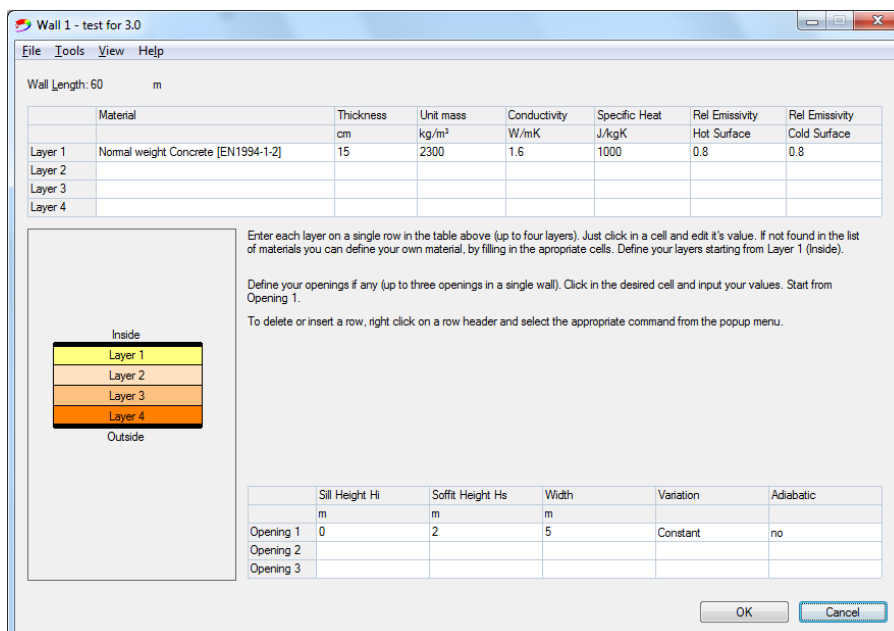 Wall 1 - test for 3.0
File Tools View Help
Wall Length: 60 m
Material Thickness Unit mass Conductivity Specific Heat Rel Emissivity Rel Emissivity
cm kg/m³ W/mK J/kgK Hot Surface Cold Surface
Layer 1 Normal weight Concrete [EN1994-1-2] 15 2300 1.6 1000 0.8 0.8
Layer 2
Layer 3
Layer 4
Enter each layer on a single row in the table above (up to four layers). Just click in a cell and edit it's value. If not found in the list
of materials you can define your own material, by filling in the apropriate cells. Define your layers starting from Layer 1 (Inside).
Define your openings if any (up to three openings in a single wall). Click in the desired cell and input your values. Start from
Opening 1.
To delete or insert a row, right click on a row header and select the appropriate command from the popup menu.
Inside
Layer 1
Layer 2
Layer 3
Layer 4
Outside
Sill Height Hi Soffit Height Hs Width Variation Adiabatic
m m m
Opening 1 0 2 5 Constant no
Opening 2
Opening 3
OK Cancel